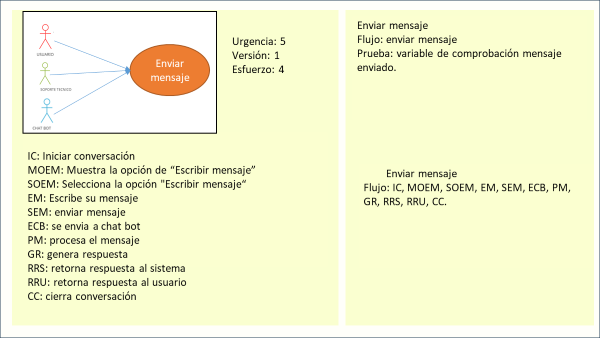 USUARIO
SOPORTE TECNICO
CHAT BOT
Enviar
mensaje
Urgencia: 5
Versión: 1
Esfuerzo: 4
IC: Iniciar conversación
MOEM: Muestra la opción de “Escribir mensaje”
SOEM: Selecciona la opción "Escribir mensaje“
EM: Escribe su mensaje
SEM: enviar mensaje
ECB: se envia a chat bot
PM: procesa el mensaje
GR: genera respuesta
RRS: retorna respuesta al sistema
RRU: retorna respuesta al usuario
CC: cierra conversación
Enviar mensaje
Flujo: enviar mensaje
Prueba: variable de comprobación mensaje
enviado.
Enviar mensaje
Flujo: IC, MOEM, SOEM, EM, SEM, ECB, PM,
GR, RRS, RRU, CC.